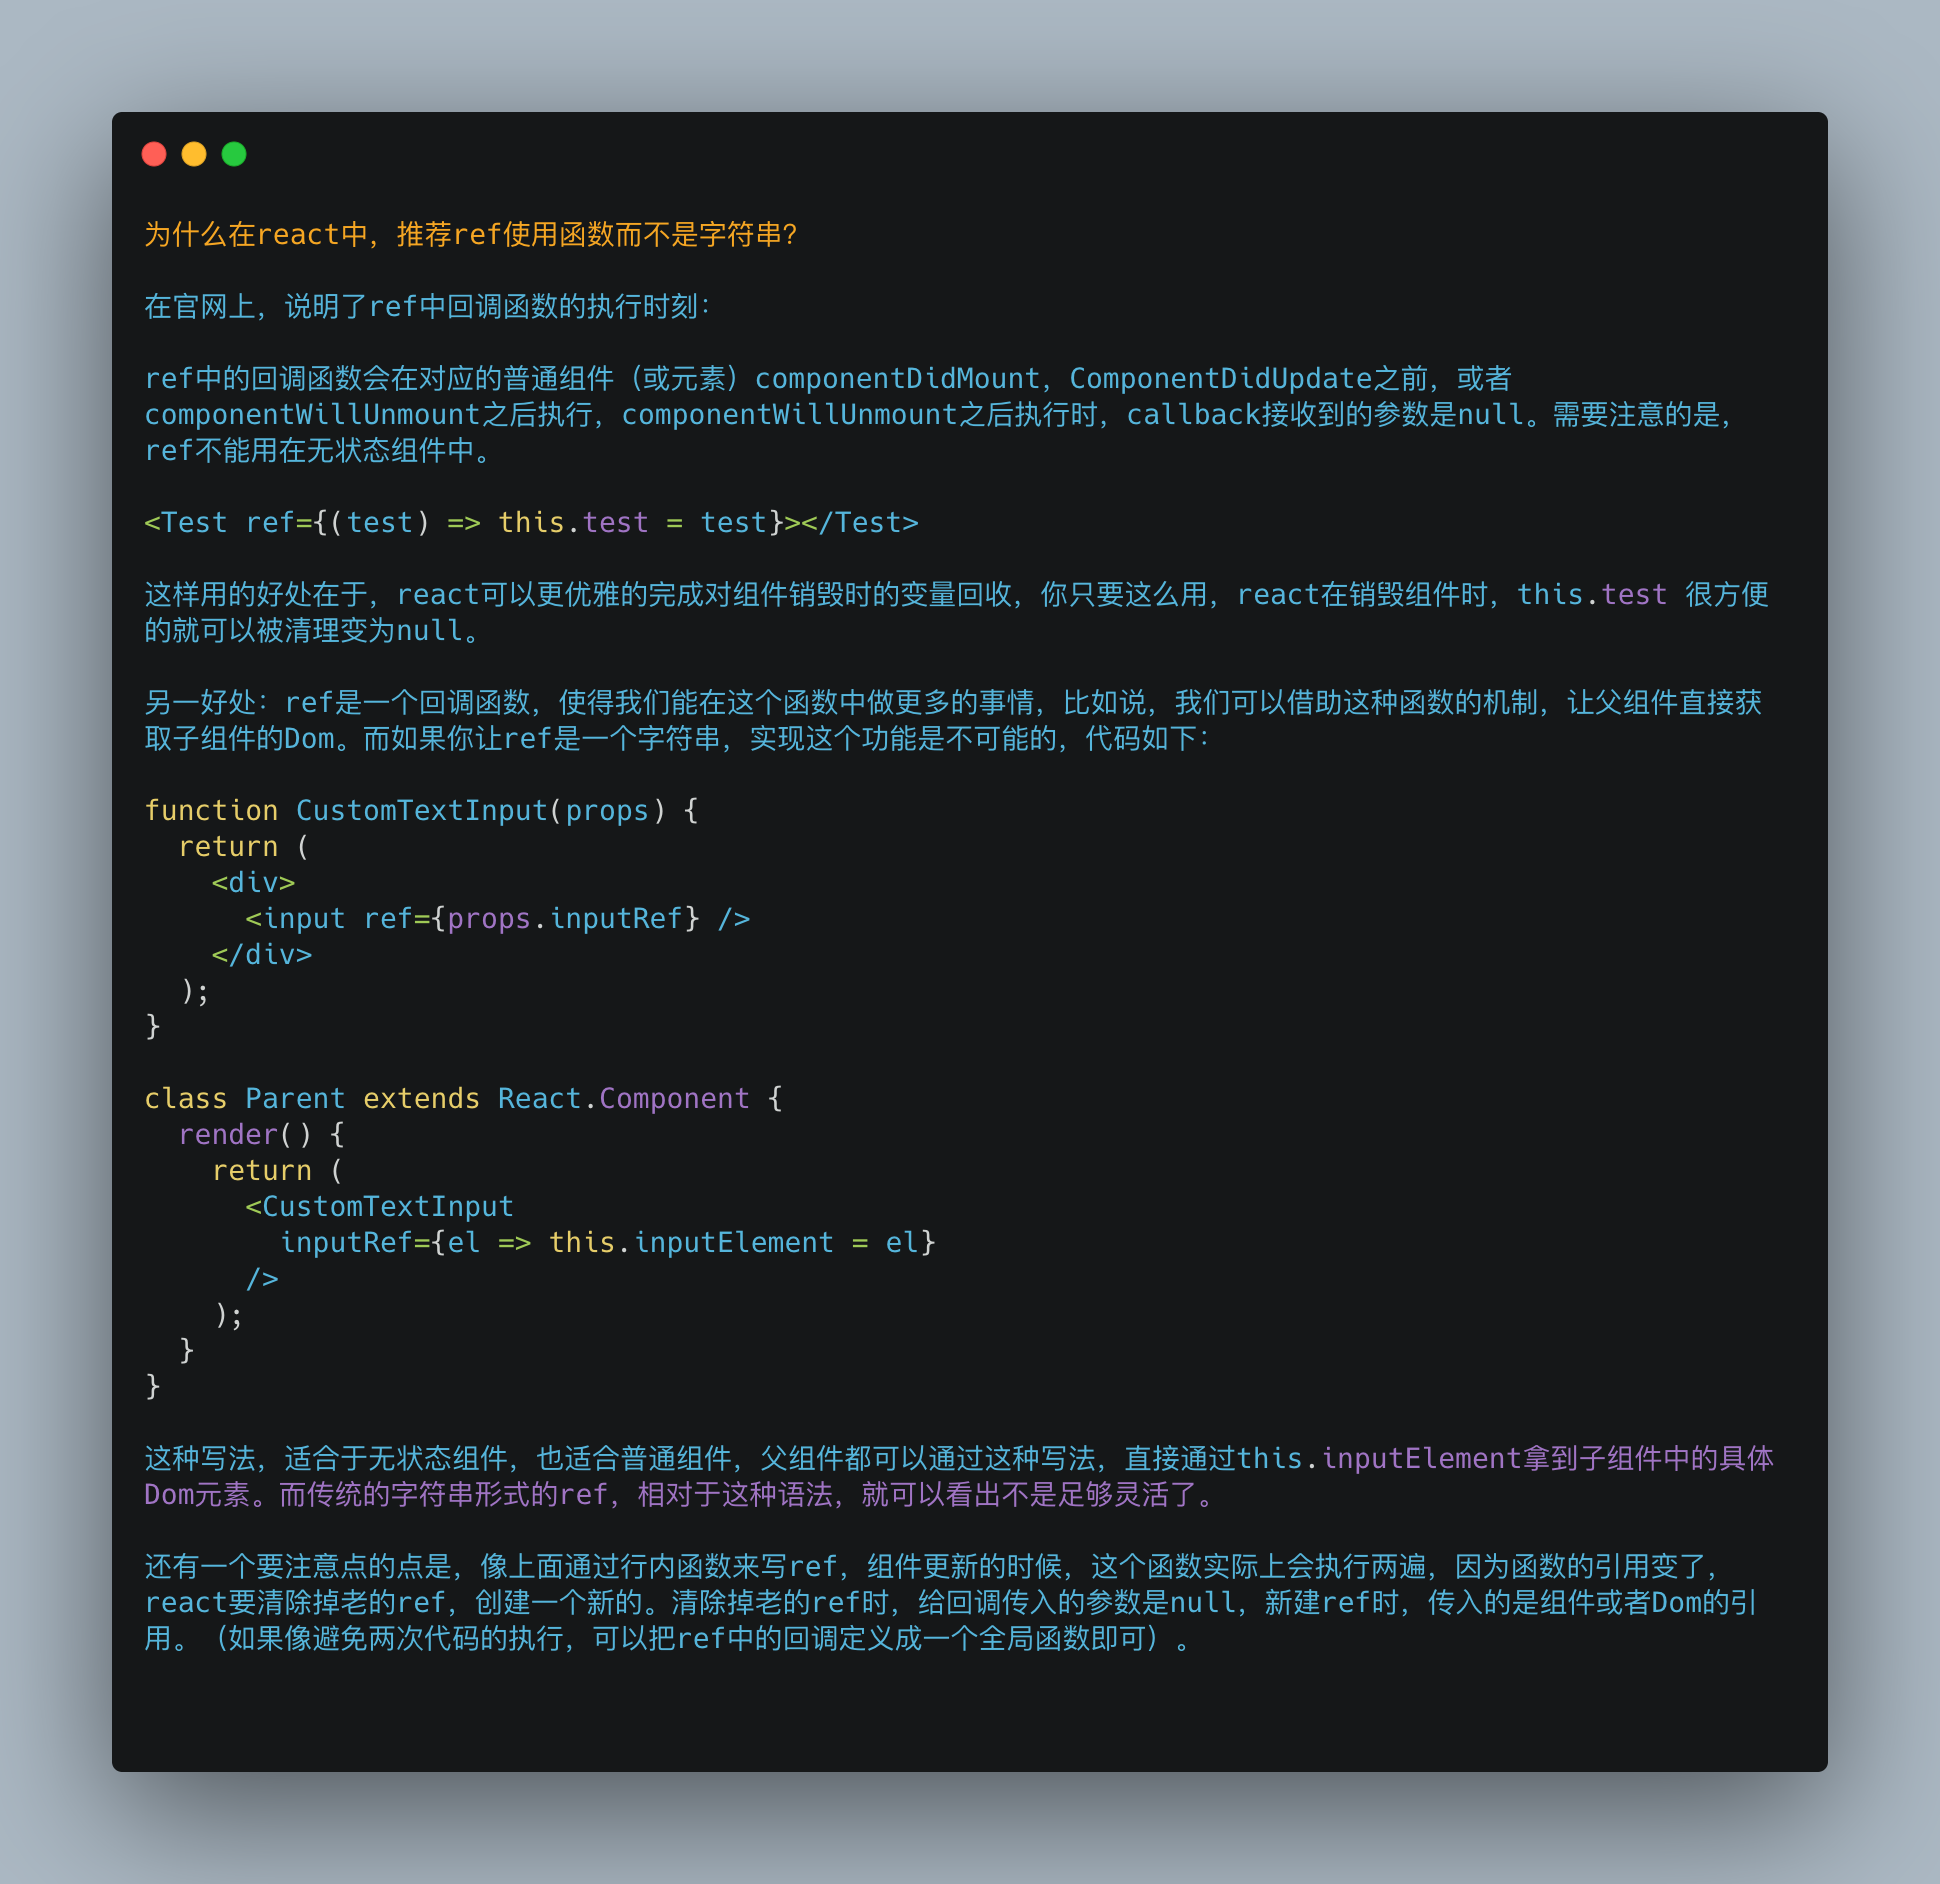 为什么在react中，推荐ref使用函数而不是字符串？
在官网上，说明了ref中回调函数的执行时刻：
ref中的回调函数会在对应的普通组件（或元素）componentDidMount，ComponentDidUpdate之前，或者
componentWillUnmount之后执行，componentWillUnmount之后执行时，callback接收到的参数是null。需要注意的是，
ref不能用在无状态组件中。
<Test ref={(test) => this.test = test}></Test>
这样用的好处在于，react可以更优雅的完成对组件销毁时的变量回收，你只要这么用，react在销毁组件时，this.test 很方便
的就可以被清理变为null。
另一好处：ref是一个回调函数，使得我们能在这个函数中做更多的事情，比如说，我们可以借助这种函数的机制，让父组件直接获
取子组件的Dom。而如果你让ref是一个字符串，实现这个功能是不可能的，代码如下：
function CustomTextInput(props) {
  return (
    <div>
      <input ref={props.inputRef} />
    </div>
  );
}
class Parent extends React.Component {
  render() {
    return (
      <CustomTextInput
        inputRef={el => this.inputElement = el}
      />
    );
  }
}
这种写法，适合于无状态组件，也适合普通组件，父组件都可以通过这种写法，直接通过this.inputElement拿到子组件中的具体
Dom元素。而传统的字符串形式的ref，相对于这种语法，就可以看出不是足够灵活了。
还有一个要注意点的点是，像上面通过行内函数来写ref，组件更新的时候，这个函数实际上会执行两遍，因为函数的引用变了，
react要清除掉老的ref，创建一个新的。清除掉老的ref时，给回调传入的参数是null，新建ref时，传入的是组件或者Dom的引
用。（如果像避免两次代码的执行，可以把ref中的回调定义成一个全局函数即可）。